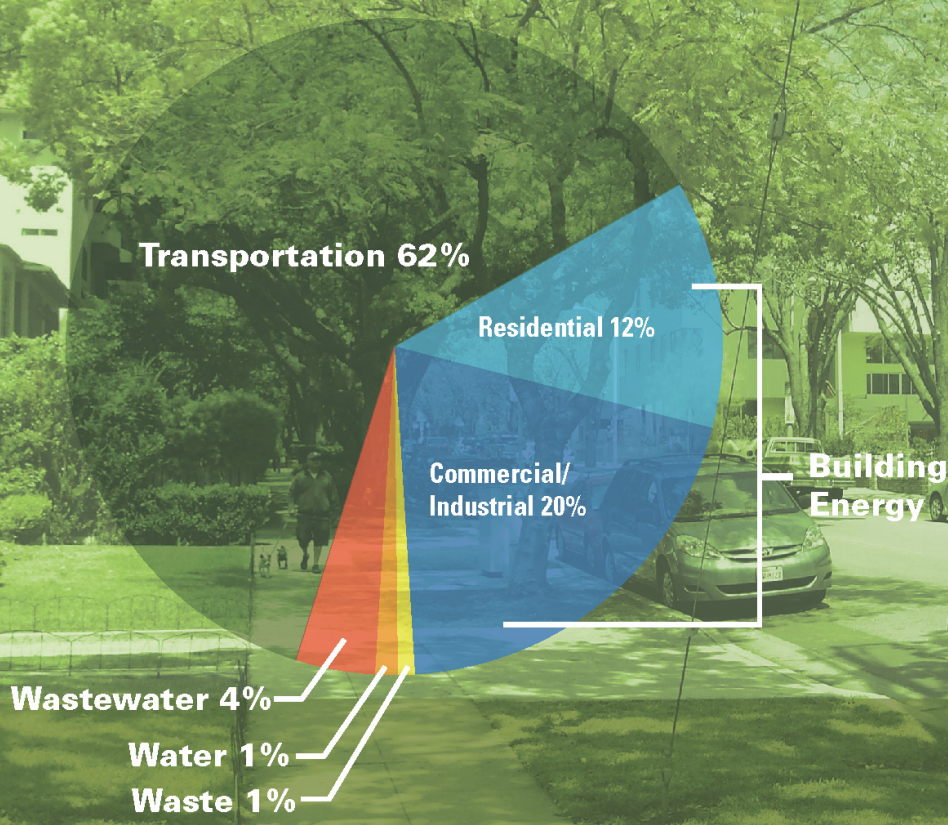 Transportation 62%
Residential 12%
Commercial/
Industrial 20%
Building
Energy
Wastewater 4%
Water 1%
Waste 1%